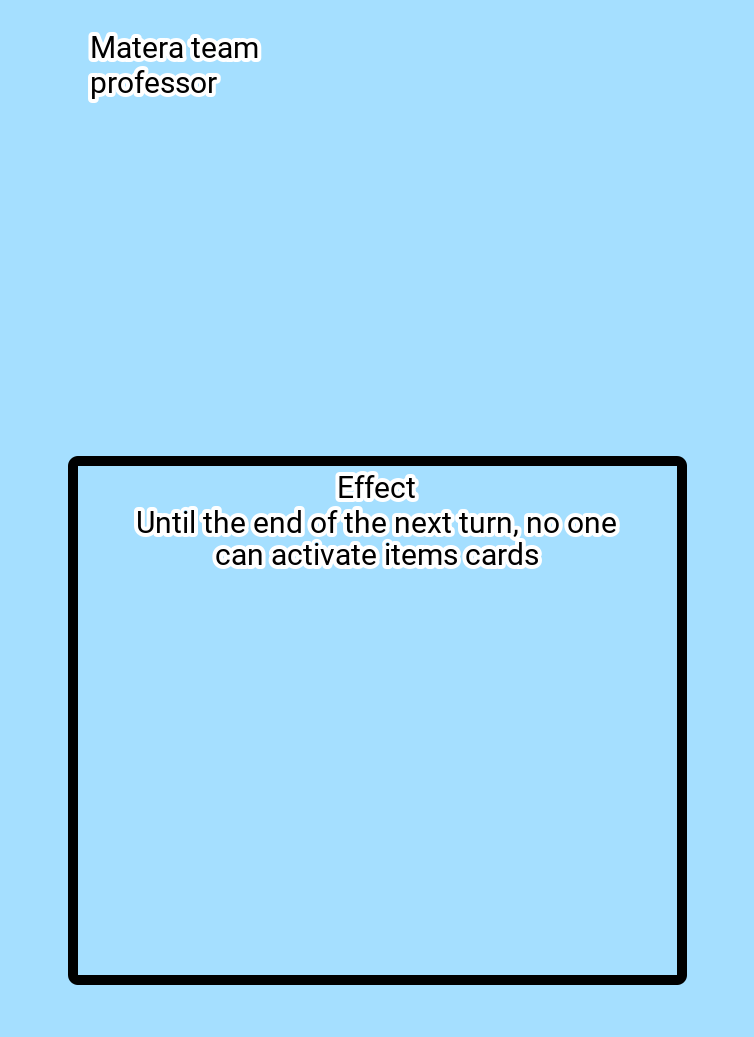 Matera team
professor
Effect
Until the end of the next turn, no one
can activate items cards